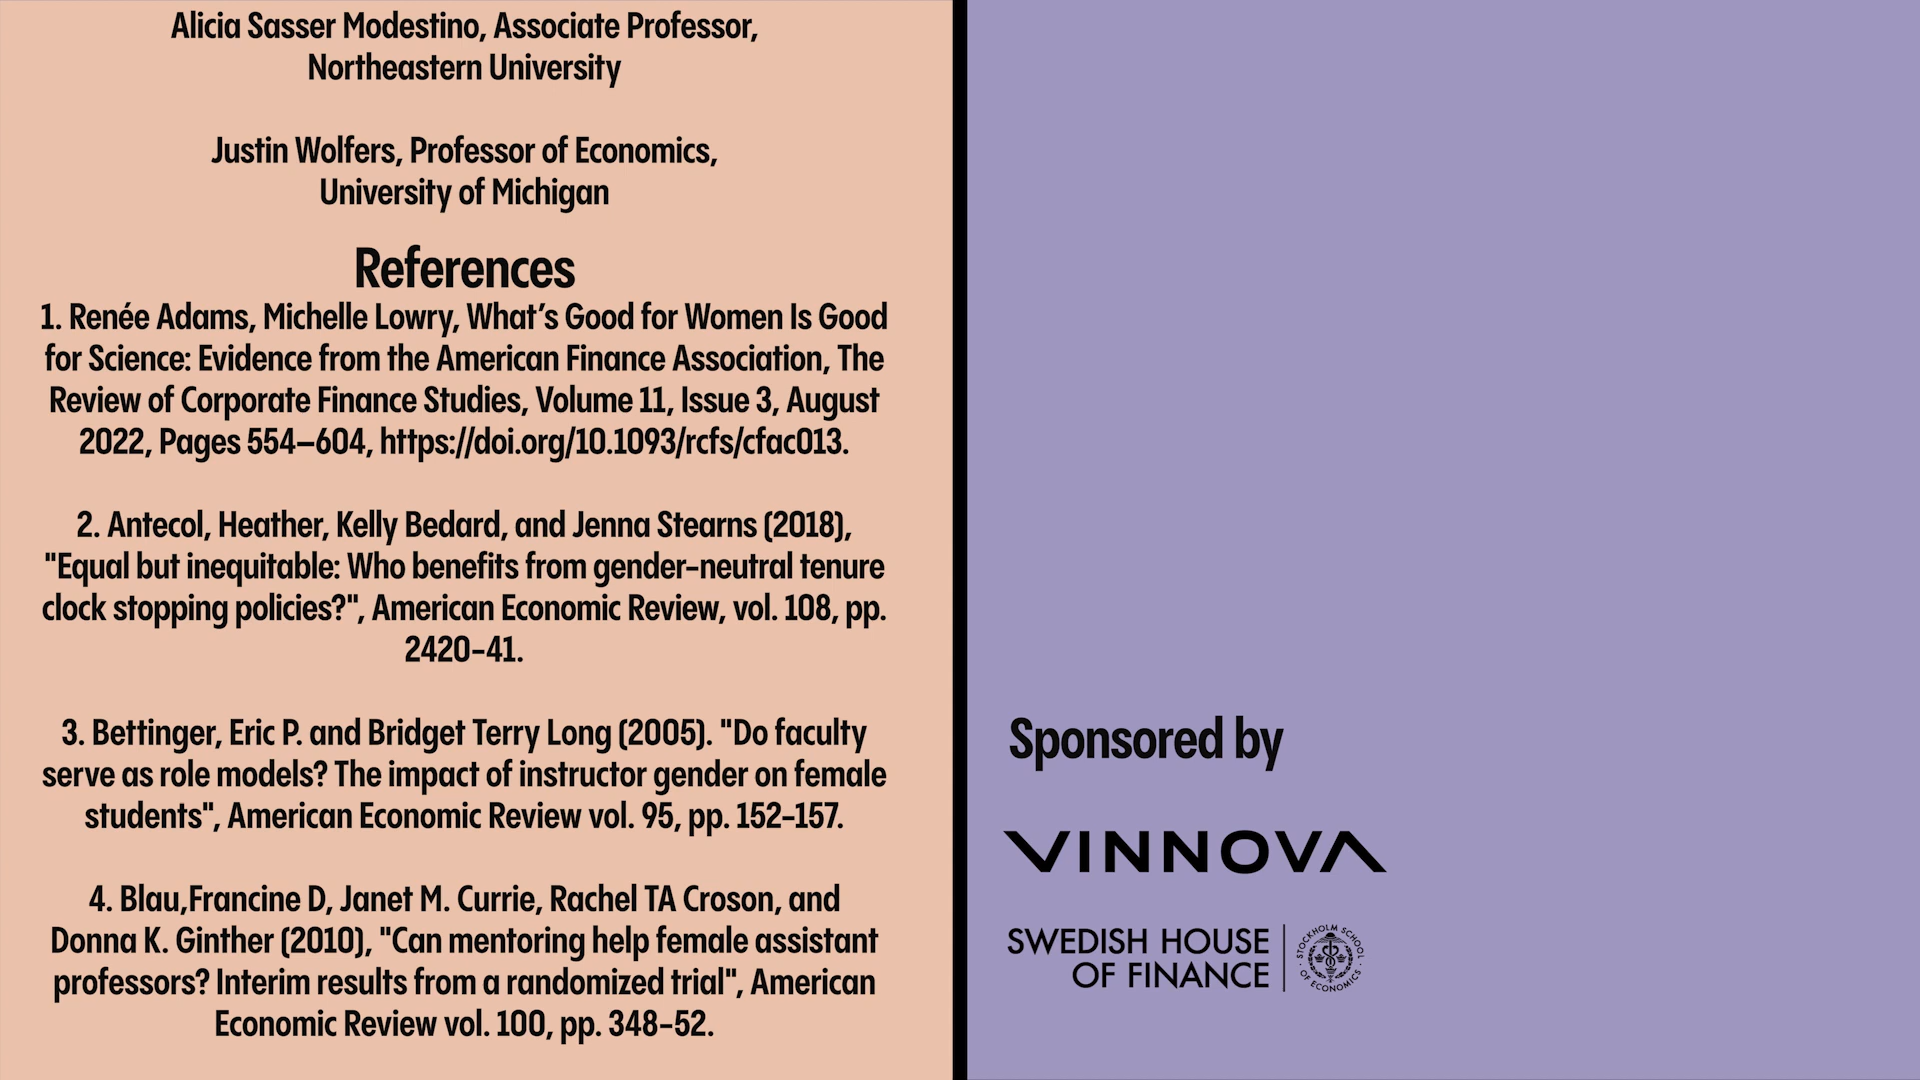 Alicia Sasser Modestino, Associate Professor,
Northeastern University
Justin Wolfers, Professor of Economics,
University of Michigan
References
1. Renée Adams, Michelle Lowry, What’s Good for Women Is Good
for Science: Evidence from the American Finance Association, The
Review of Corporate Finance Studies, Volume 11, Issue 3, August
2022, Pages 554–604, https://doi.org/10.1093/rcfs/cfac013.
2. Antecol, Heather, Kelly Bedard, and Jenna Stearns (2018),
"Equal but inequitable: Who benefits from gender-neutral tenure
clock stopping policies?", American Economic Review, vol. 108, pp.
2420-41.
3. Bettinger, Eric P. and Bridget Terry Long (2005). "Do faculty
serve as role models? The impact of instructor gender on female
students", American Economic Review vol. 95, pp. 152-157.
4. Blau,Francine D, Janet M. Currie, Rachel TA Croson, and
Donna K. Ginther (2010), "Can mentoring help female assistant
professors? Interim results from a randomized trial", American
Economic Review vol. 100, pp. 348-52.
Sponsored by
VINNOVA
SWEDISH HOUSE
OF FINANCE
STOCKHOLM SCHOOL
OF ECONOMICS